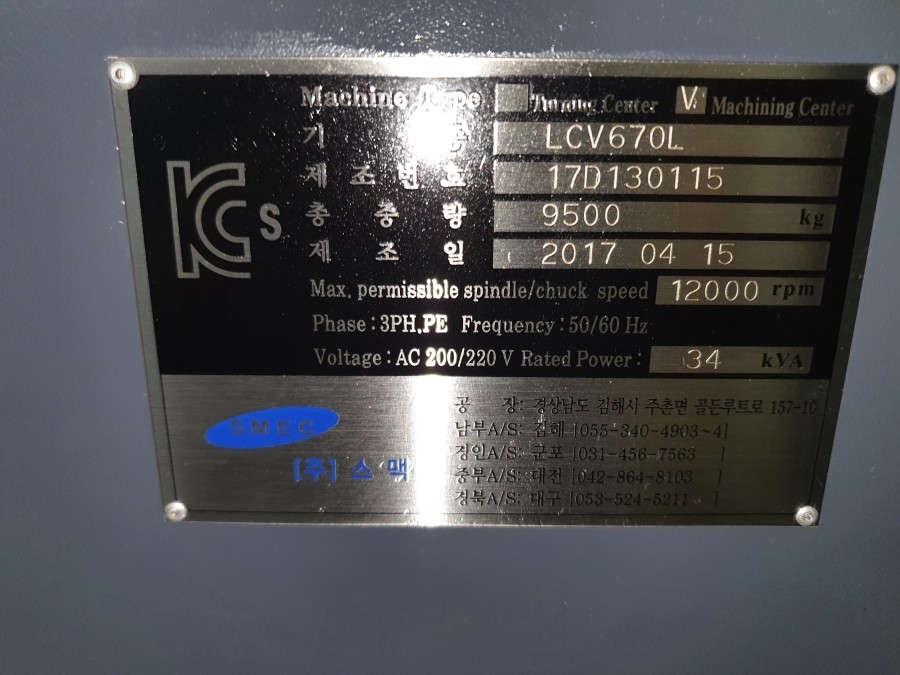 Machine Type Turning Center V Machining Center
기 종 LCV670L
제조번호 17D130115
총 중 량 9500 kg
제 조 일 2017 04 15
KCs
Max. permissible spindle/chuck speed 12000 rpm
Phase : 3PH,PE Frequency : 50/60 Hz
Voltage : AC 200/220 V Rated Power : 34 kVA
SMEC
[주] 스 맥
공 장: 경상남도 김해시 주촌면 골든루트로 157-10
남부A/S: 김해 [055-340-4903~4]
경인A/S: 군포 [031-456-7563 ]
중부A/S: 대전 [042-864-8103 ]
경북A/S: 대구 [053-524-5211 ]